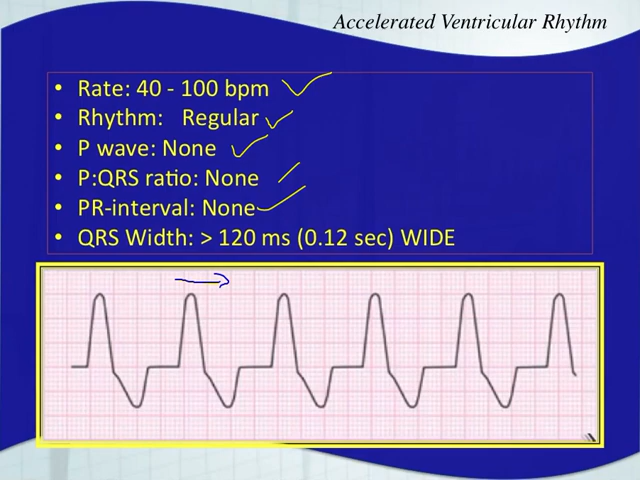 Accelerated Ventricular Rhythm
• Rate: 40 - 100 bpm
• Rhythm: Regular
• P wave: None
• P:QRS ratio: None
• PR-interval: None
• QRS Width: > 120 ms (0.12 sec) WIDE